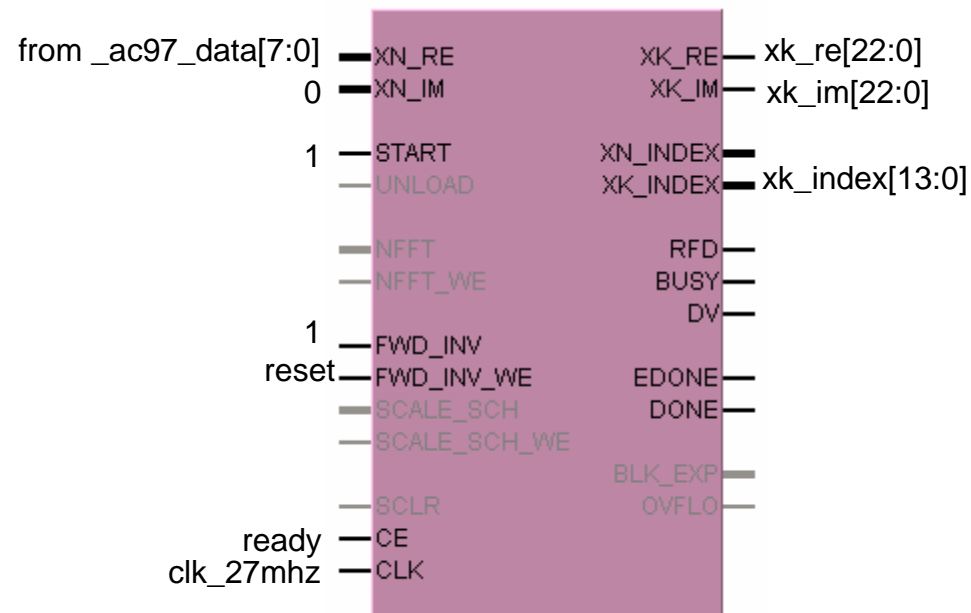 from _ac97_data[7:0] XN_RE XK_RE xk_re[22:0]
0 XN_IM XK_IM xk_im[22:0]
1 START XN_INDEX
UNLOAD XK_INDEX xk_index[13:0]
NFFT RFD
NFFT_WE BUSY
DV
1 FWD_INV
reset FWD_INV_WE EDONE
SCALE_SCH DONE
SCALE_SCH_WE
BLK_EXP
SCLR OVFLO
ready CE
clk_27mhz CLK